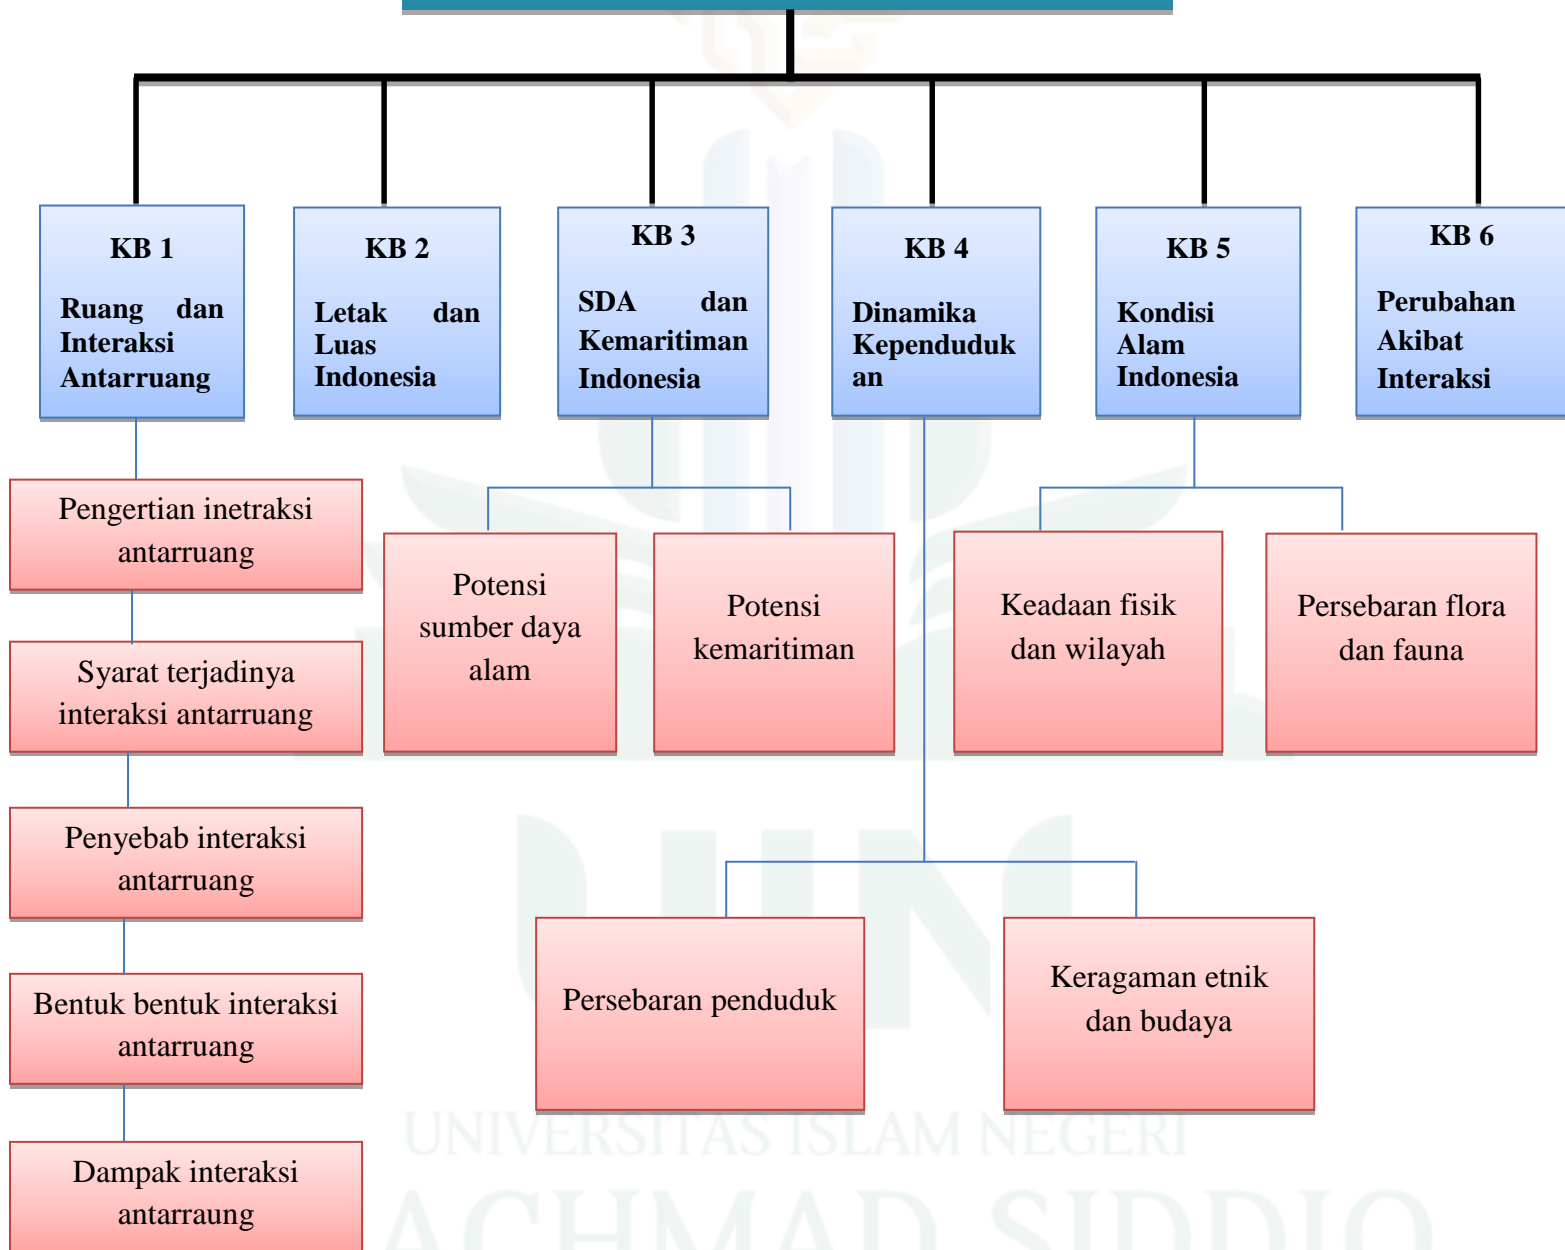 KB 1
Ruang dan
Interaksi
Antarruang
KB 2
Letak dan
Luas
Indonesia
KB 3
SDA dan
Kemaritiman
Indonesia
KB 4
Dinamika
Kependuduk
an
KB 5
Kondisi
Alam
Indonesia
KB 6
Perubahan
Akibat
Interaksi
Pengertian inetraksi
antarruang
Syarat terjadinya
interaksi antarruang
Penyebab interaksi
antarruang
Bentuk bentuk interaksi
antarruang
Dampak interaksi
antarraung
Potensi
sumber daya
alam
Potensi
kemaritiman
Keadaan fisik
dan wilayah
Persebaran flora
dan fauna
Persebaran penduduk
Keragaman etnik
dan budaya
UIN
UNIVERSITAS ISLAM NEGERI
ACHMAD SIDDIQ